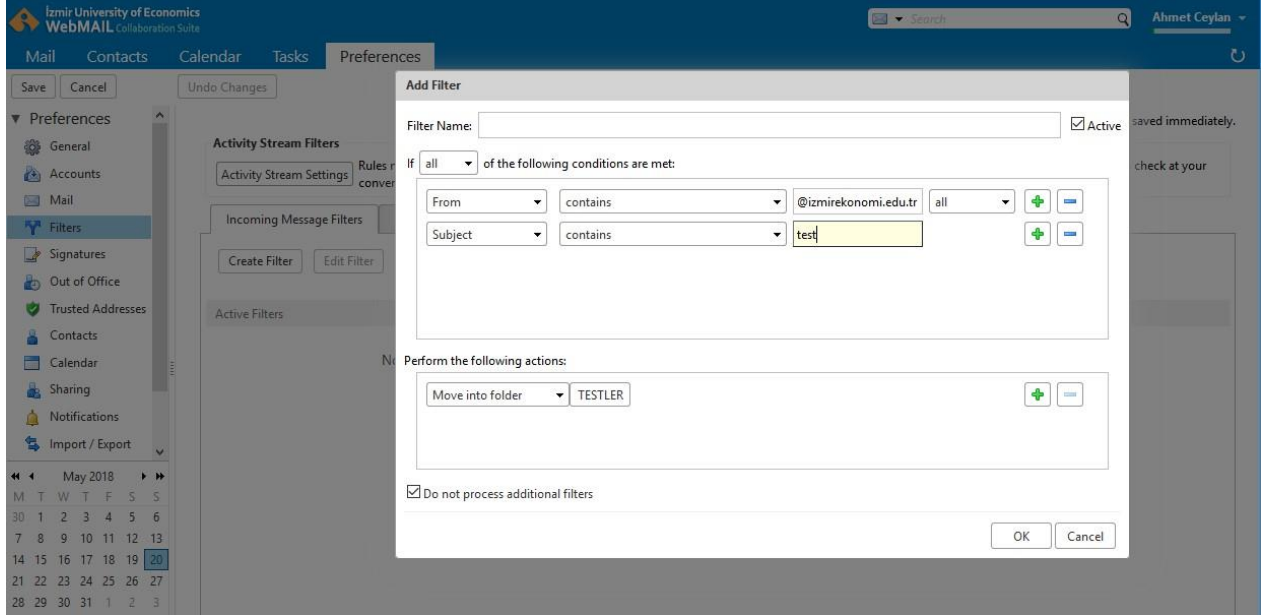 İzmir University of Economics
WebMAIL Collaboration Suite
Search
Ahmet Ceylan
Mail Contacts Calendar Tasks Preferences
Save Cancel Undo Changes
Preferences
General
Accounts
Mail
Filters
Signatures
Out of Office
Trusted Addresses
Contacts
Calendar
Sharing
Notifications
Import / Export
May 2018
M T W T F S S
30 1 2 3 4 5 6
7 8 9 10 11 12 13
14 15 16 17 18 19 20
21 22 23 24 25 26 27
28 29 30 31 1 2 3
saved immediately.
Activity Stream Filters
Activity Stream Settings
Rules
check at your
Incoming Message Filters
Create Filter Edit Filter
Active Filters
Add Filter
Filter Name: Active
If all of the following conditions are met:
From contains @izmirekonomi.edu.tr all
Subject contains test
Perform the following actions:
Move into folder TESTLER
Do not process additional filters
OK Cancel